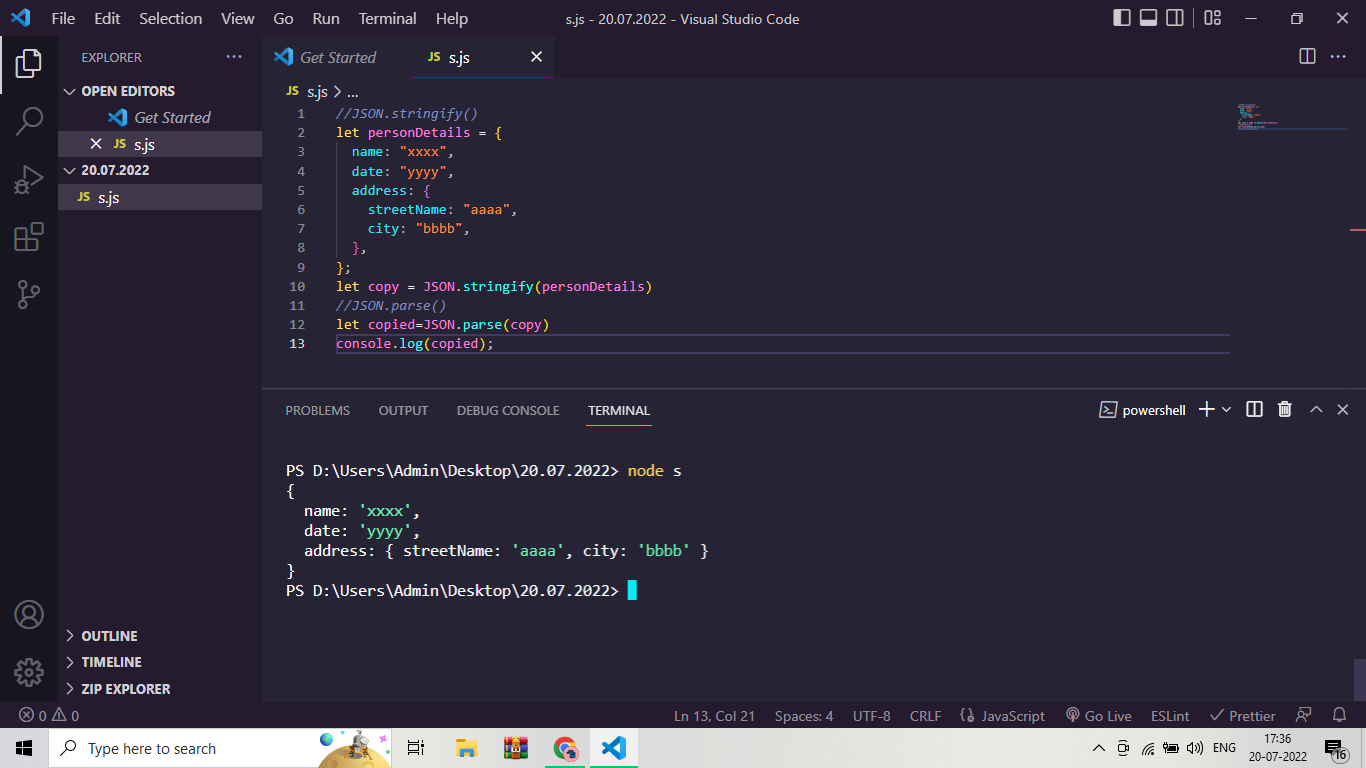 File Edit Selection View Go Run Terminal Help s.js - 20.07.2022 - Visual Studio Code
EXPLORER
Get Started JS s.js
OPEN EDITORS
Get Started
JS s.js
20.07.2022
JS s.js
JS s.js > ...
1 //JSON.stringify()
2 let personDetails = {
3 name: "xxxx",
4 date: "yyyy",
5 address: {
6 streetName: "aaaa",
7 city: "bbbb",
8 },
9 };
10 let copy = JSON.stringify(personDetails)
11 //JSON.parse()
12 let copied=JSON.parse(copy)
13 console.log(copied);
PROBLEMS OUTPUT DEBUG CONSOLE TERMINAL powershell
PS D:\Users\Admin\Desktop\20.07.2022> node s
{
name: 'xxxx',
date: 'yyyy',
address: { streetName: 'aaaa', city: 'bbbb' }
}
PS D:\Users\Admin\Desktop\20.07.2022>
OUTLINE
TIMELINE
ZIP EXPLORER
0 0 Ln 13, Col 21 Spaces: 4 UTF-8 CRLF JavaScript Go Live ESLint Prettier
Type here to search ENG 17:36
20-07-2022 16